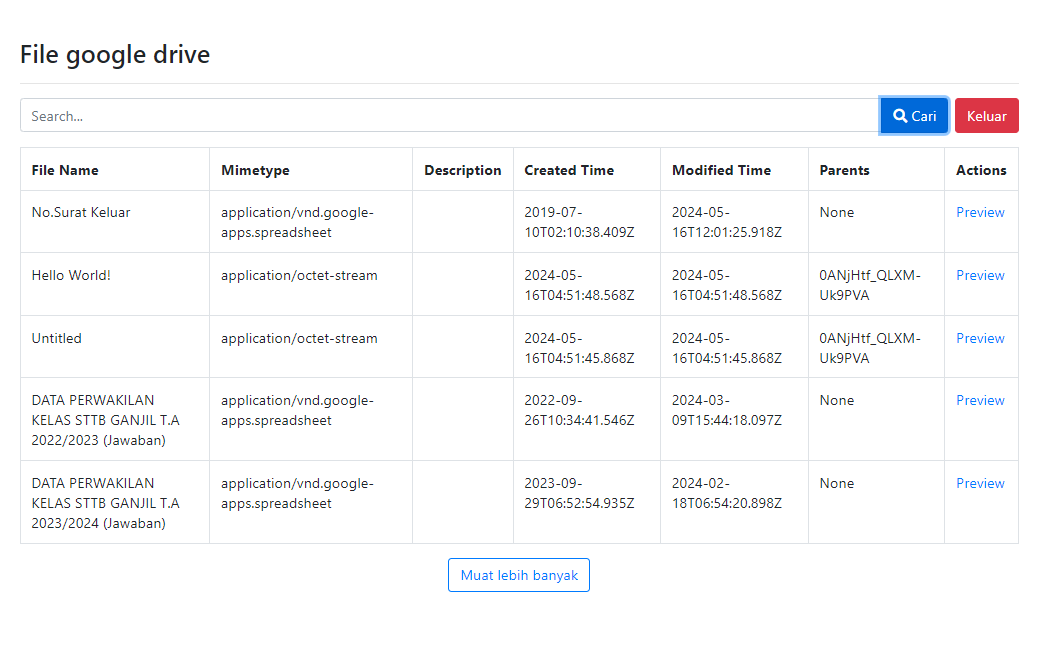 File google drive
Search...
Cari
Keluar
File Name Mimetype Description Created Time Modified Time Parents Actions
No.Surat Keluar application/vnd.google- 2019-07- 2024-05- None Preview
apps.spreadsheet 10T02:10:38.409Z 16T12:01:25.918Z
Hello World! application/octet-stream 2024-05- 2024-05- 0ANjHtf_QLXM- Preview
16T04:51:48.568Z 16T04:51:48.568Z Uk9PVA
Untitled application/octet-stream 2024-05- 2024-05- 0ANjHtf_QLXM- Preview
16T04:51:45.868Z 16T04:51:45.868Z Uk9PVA
DATA PERWAKILAN application/vnd.google- 2022-09- 2024-03- None Preview
KELAS STTB GANJIL T.A apps.spreadsheet 26T10:34:41.546Z 09T15:44:18.097Z
2022/2023 (Jawaban)
DATA PERWAKILAN application/vnd.google- 2023-09- 2024-02- None Preview
KELAS STTB GANJIL T.A apps.spreadsheet 29T06:52:54.935Z 18T06:54:20.898Z
2023/2024 (Jawaban)
Muat lebih banyak